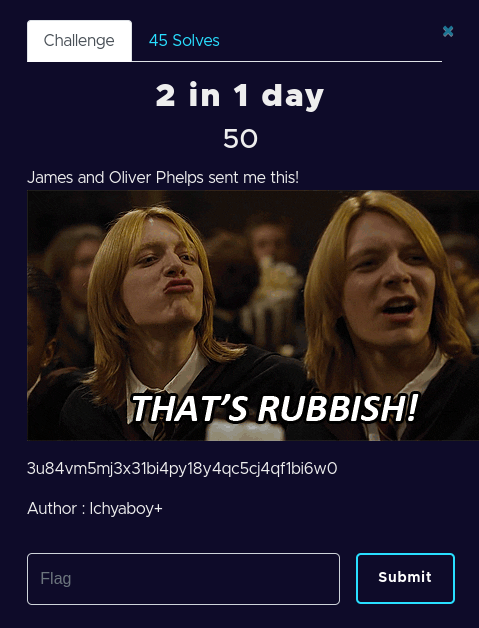 Challenge
45 Solves
2 in 1 day
50
James and Oliver Phelps sent me this!
THAT'S RUBBISH!
3u84vm5mj3x31bi4py18y4qc5cj4qf1bi6w0
Author : Ichyaboy+
Flag
Submit